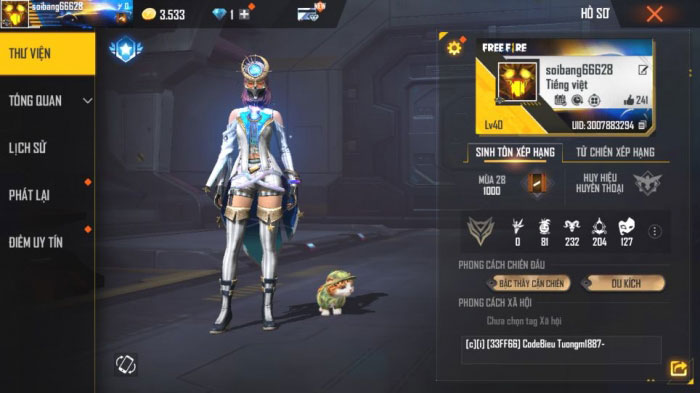 soibang66628
3.533
1
HỒ SƠ
THƯ VIỆN
TỔNG QUAN
LỊCH SỬ
PHÁT LẠI
ĐIỂM UY TÍN
FREE FIRE
soibang66628
Tiếng việt
241
Lv40
UID: 3007883294
SINH TỒN XẾP HẠNG
TỬ CHIẾN XẾP HẠNG
MÙA 28
1000
HUY HIỆU
HUYỀN THOẠI
0 81 232 204 127
PHONG CÁCH CHIẾN ĐẤU
BẬC THẦY CẬN CHIẾN
DU KÍCH
PHONG CÁCH XÃ HỘI
Chưa chọn tag Xã hội
[c][i] [33FF66] CodeBieu Tuongm1887-